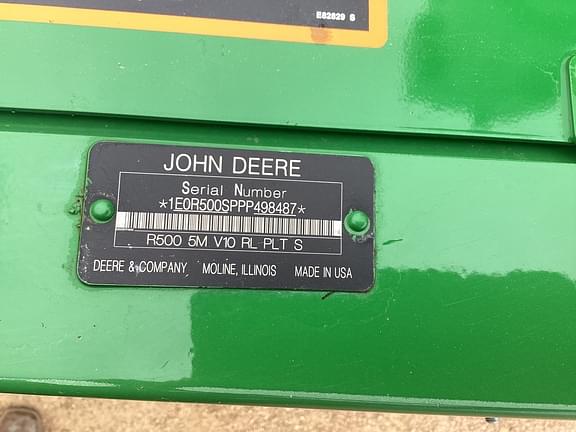 E82829 S
JOHN DEERE
Serial Number
*1E0R500SPPP498487*
R500 5M V10 RL PLT S
DEERE & COMPANY MOLINE, ILLINOIS MADE IN USA